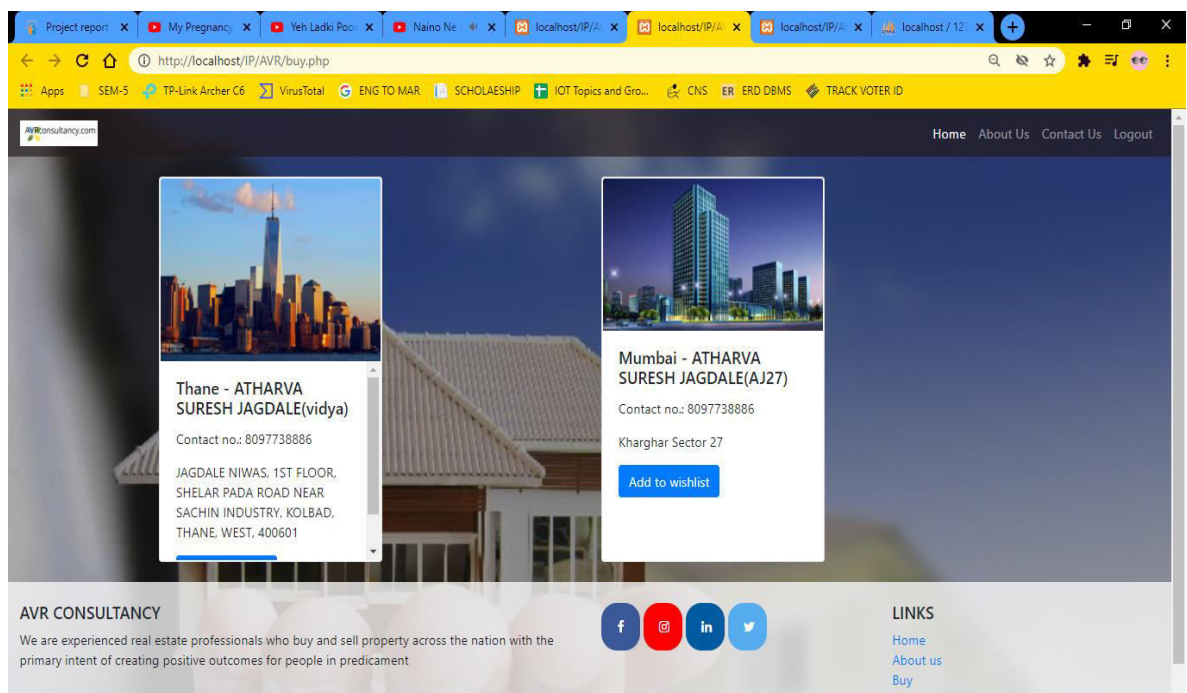 Project report
My Pregnancy
Yeh Ladki Poo
Naino Ne
localhost/IP/A
localhost/IP/A
localhost/IP/A
localhost / 127
http://localhost/IP/AVR/buy.php
Apps
SEM-5
TP-Link Archer C6
VirusTotal
G ENG TO MAR
SCHOLAESHIP
IOT Topics and Gro...
CNS
ER ERD DBMS
TRACK VOTER ID
AVRconsultancy.com
Home About Us Contact Us Logout
Thane - ATHARVA
SURESH JAGDALE(vidya)
Contact no.: 8097738886
JAGDALE NIWAS, 1ST FLOOR,
SHELAR PADA ROAD NEAR
SACHIN INDUSTRY, KOLBAD,
THANE, WEST, 400601
Mumbai - ATHARVA
SURESH JAGDALE(AJ27)
Contact no.: 8097738886
Kharghar Sector 27
Add to wishlist
AVR CONSULTANCY
We are experienced real estate professionals who buy and sell property across the nation with the
primary intent of creating positive outcomes for people in predicament
f
in
LINKS
Home
About us
Buy